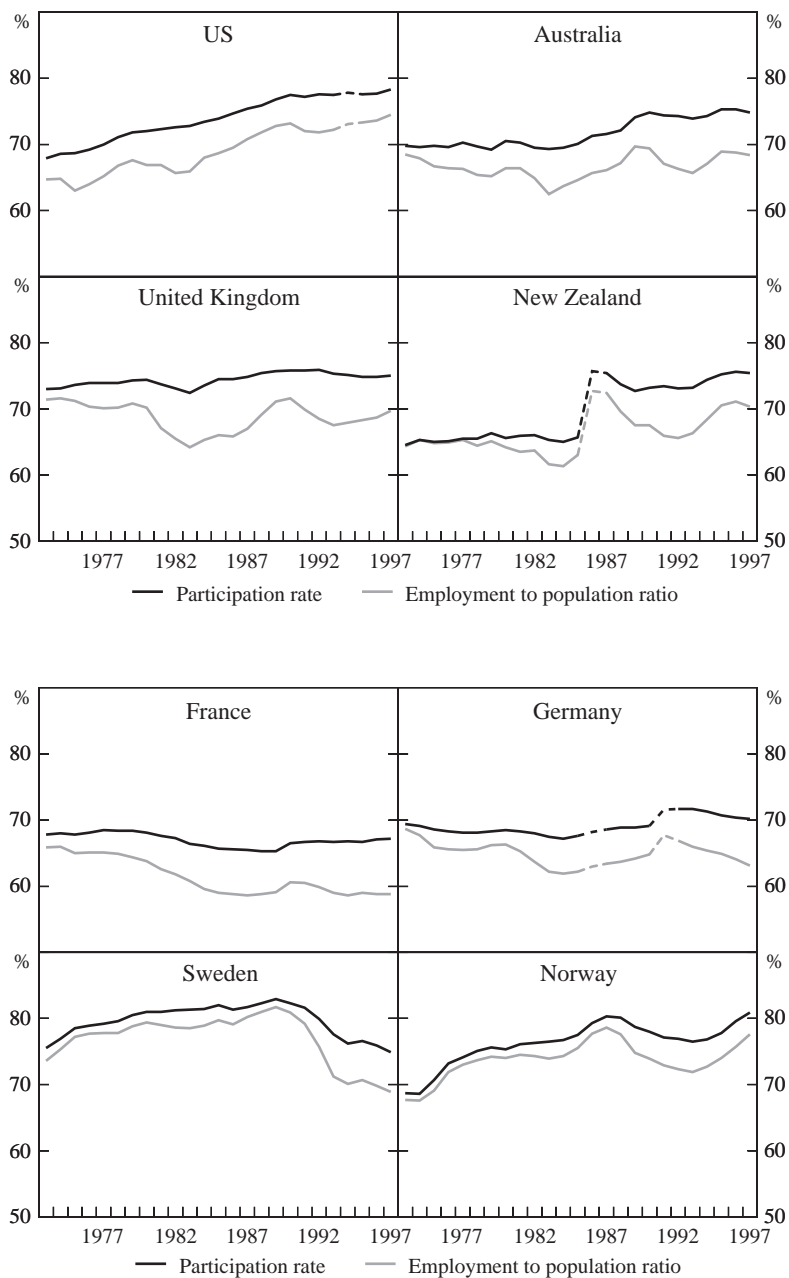 % US Australia %
80 80
70 70
60 60
% United Kingdom New Zealand %
80 80
70 70
60 60
50 50
1977 1982 1987 1992 1997 1977 1982 1987 1992 1997
Participation rate Employment to population ratio
% France Germany %
80 80
70 70
60 60
% Sweden Norway %
80 80
70 70
60 60
50 50
1977 1982 1987 1992 1997 1977 1982 1987 1992 1997
Participation rate Employment to population ratio